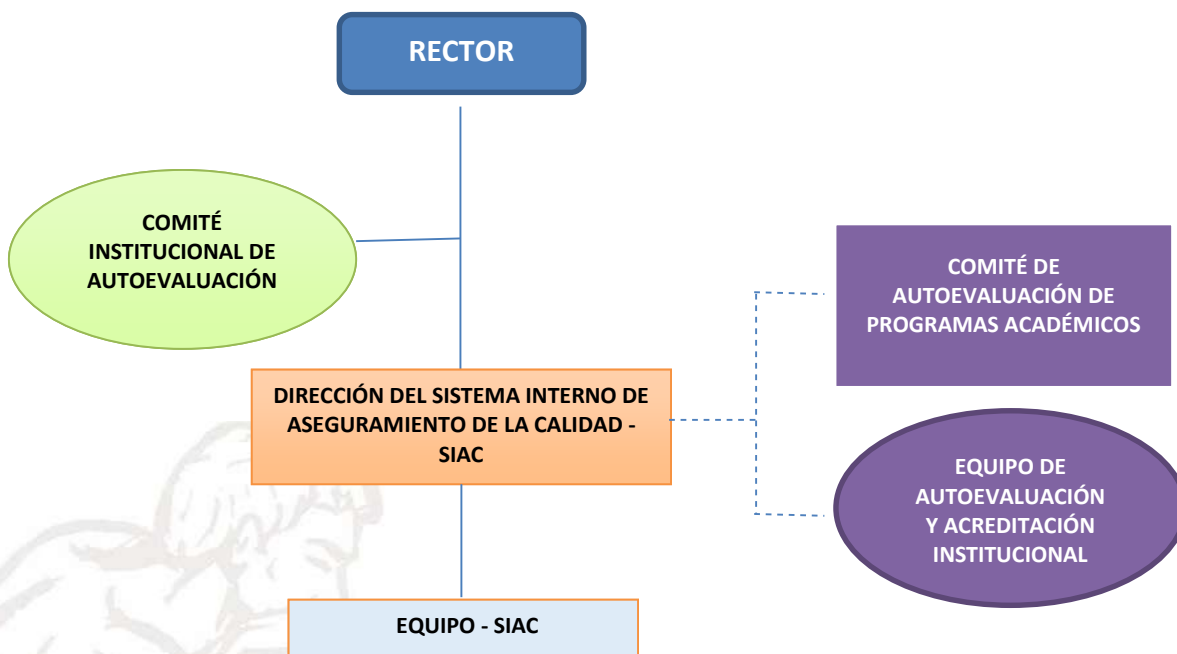 RECTOR
COMITÉ
INSTITUCIONAL DE
AUTOEVALUACIÓN
COMITÉ DE
AUTOEVALUACIÓN DE
PROGRAMAS ACADÉMICOS
DIRECCIÓN DEL SISTEMA INTERNO DE
ASEGURAMIENTO DE LA CALIDAD -
SIAC
EQUIPO DE
AUTOEVALUACIÓN
Y ACREDITACIÓN
INSTITUCIONAL
EQUIPO - SIAC